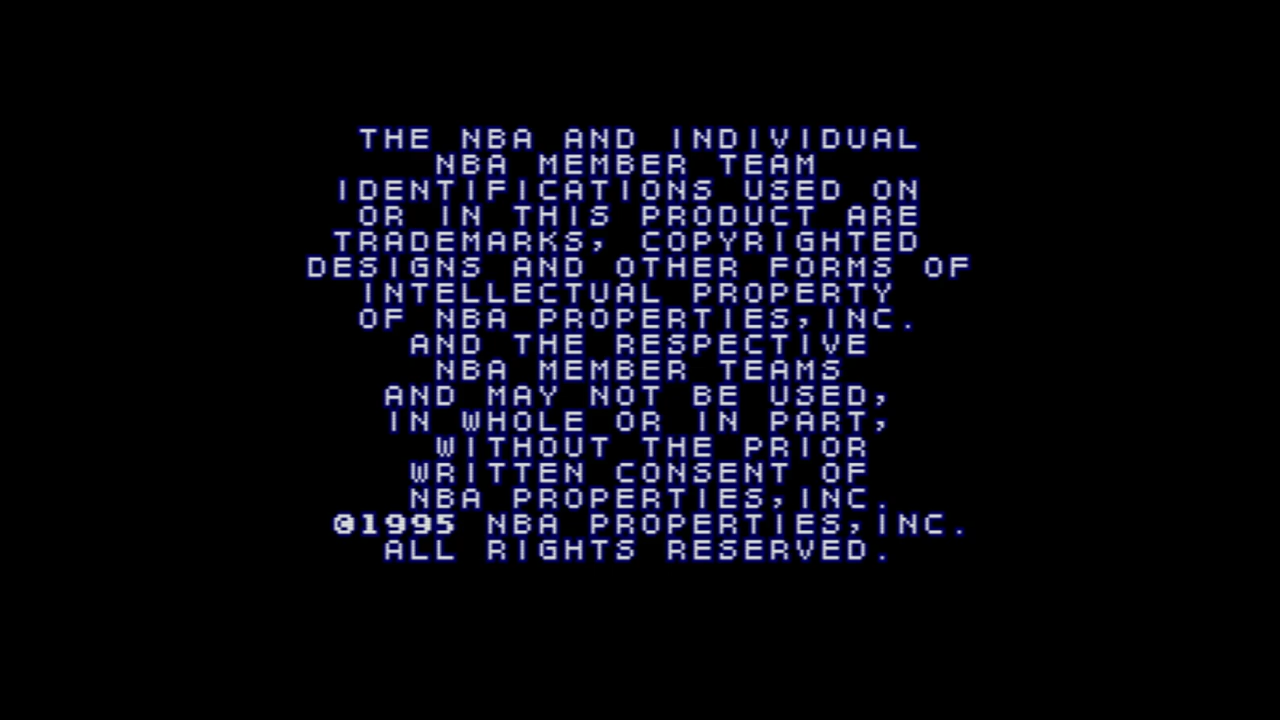 THE NBA AND INDIVIDUAL
NBA MEMBER TEAM
IDENTIFICATIONS USED ON
OR IN THIS PRODUCT ARE
TRADEMARKS, COPYRIGHTED
DESIGNS AND OTHER FORMS OF
INTELLECTUAL PROPERTY
OF NBA PROPERTIES,INC.
AND THE RESPECTIVE
NBA MEMBER TEAMS
AND MAY NOT BE USED,
IN WHOLE OR IN PART,
WITHOUT THE PRIOR
WRITTEN CONSENT OF
NBA PROPERTIES,INC.
©1995 NBA PROPERTIES,INC.
ALL RIGHTS RESERVED.